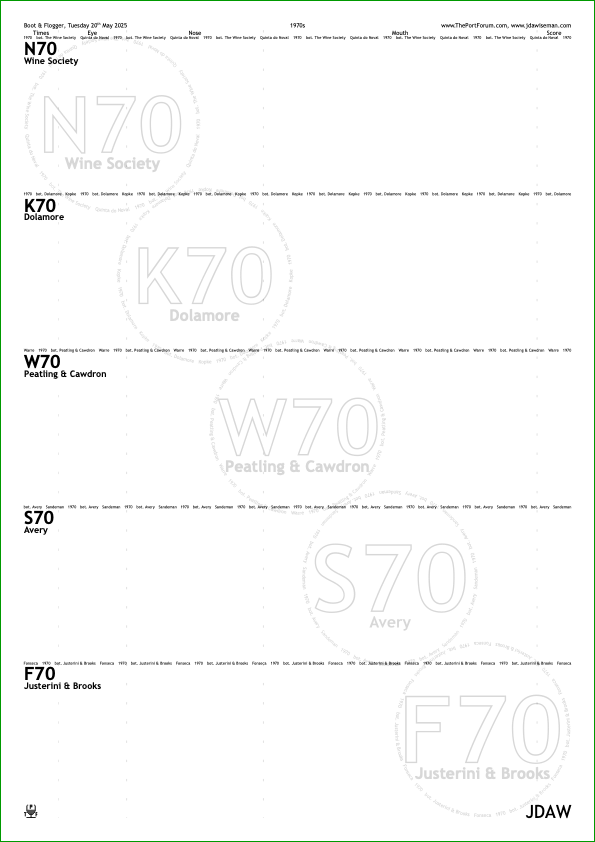 Boot & Flogger, Tuesday 20th May 2025 1970s www.ThePortForum.com, www.jdawiseman.com
Times Eye Nose Mouth Score
1970 bot. The Wine Society Quinta do Noval 1970 bot. The Wine Society Quinta do Noval 1970 bot. The Wine Society Quinta do Noval 1970 bot. The Wine Society Quinta do Noval 1970 bot. The Wine Society Quinta do Noval 1970 bot. The Wine Society Quinta do Noval 1970
N70
Wine Society
N70
Wine Society
1970 bot. Dolamore Kopke 1970 bot. Dolamore Kopke 1970 bot. Dolamore Kopke 1970 bot. Dolamore Kopke 1970 bot. Dolamore Kopke 1970 bot. Dolamore Kopke 1970 bot. Dolamore Kopke 1970 bot. Dolamore Kopke 1970 bot. Dolamore
K70
Dolamore
K70
Dolamore
Warre 1970 bot. Peatling & Cawdron Warre 1970 bot. Peatling & Cawdron Warre 1970 bot. Peatling & Cawdron Warre 1970 bot. Peatling & Cawdron Warre 1970 bot. Peatling & Cawdron Warre 1970 bot. Peatling & Cawdron Warre 1970
W70
Peatling & Cawdron
W70
Peatling & Cawdron
bot. Avery Sandeman 1970 bot. Avery Sandeman 1970 bot. Avery Sandeman 1970 bot. Avery Sandeman 1970 bot. Avery Sandeman 1970 bot. Avery Sandeman 1970 bot. Avery Sandeman 1970 bot. Avery Sandeman 1970 bot. Avery Sandeman
S70
Avery
S70
Avery
Fonseca 1970 bot. Justerini & Brooks Fonseca 1970 bot. Justerini & Brooks Fonseca 1970 bot. Justerini & Brooks Fonseca 1970 bot. Justerini & Brooks Fonseca 1970 bot. Justerini & Brooks Fonseca 1970 bot. Justerini & Brooks Fonseca 1970
F70
Justerini & Brooks
F70
Justerini & Brooks
JDAW